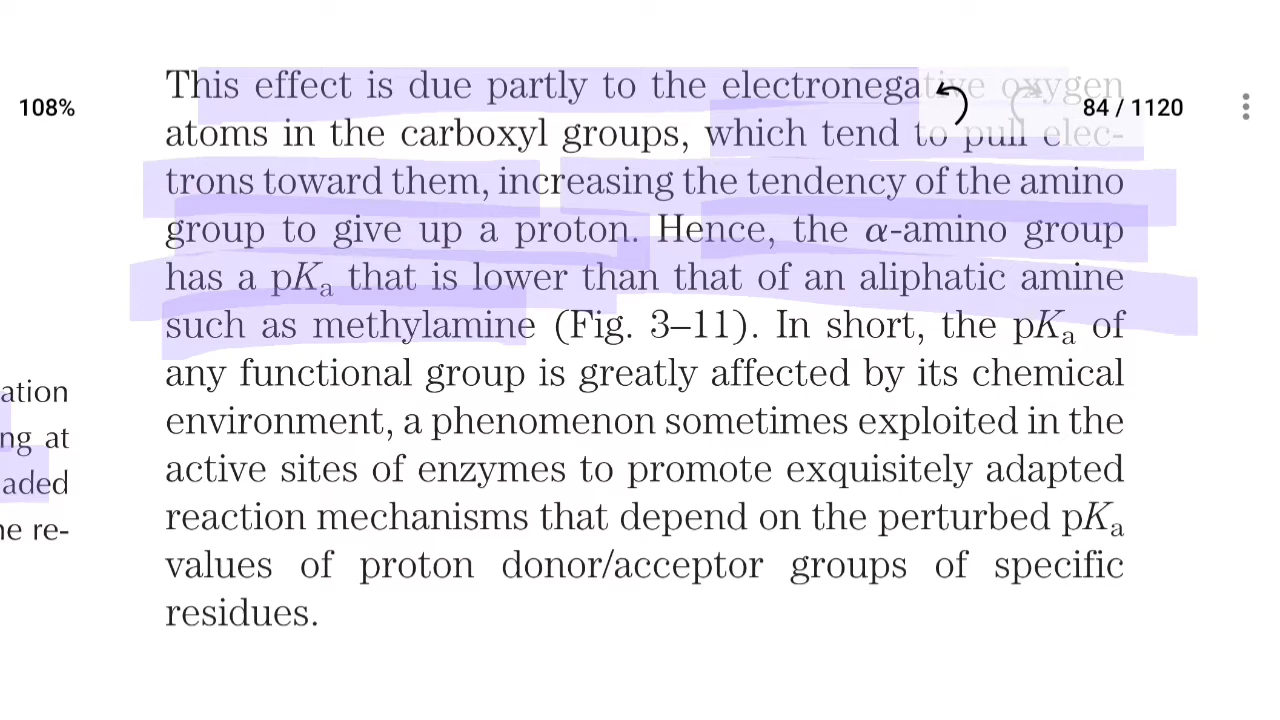 108%
84 / 1120
This effect is due partly to the electronegative oxygen
atoms in the carboxyl groups, which tend to pull elec-
trons toward them, increasing the tendency of the amino
group to give up a proton. Hence, the α-amino group
has a pKa that is lower than that of an aliphatic amine
such as methylamine (Fig. 3–11). In short, the pKa of
any functional group is greatly affected by its chemical
environment, a phenomenon sometimes exploited in the
active sites of enzymes to promote exquisitely adapted
reaction mechanisms that depend on the perturbed pKa
values of proton donor/acceptor groups of specific
residues.
ation
ng at
aded
ne re-